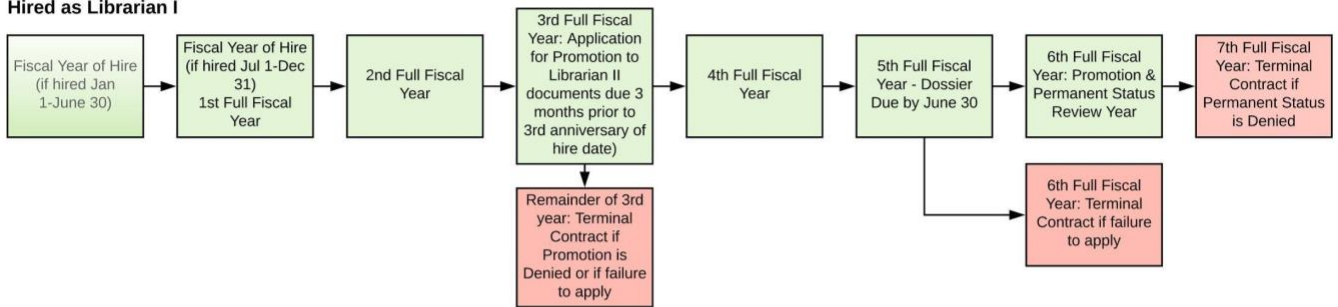 Hired as Librarian I
Fiscal Year of Hire
(if hired Jan
1-June 30)
Fiscal Year of Hire
(if hired Jul 1-Dec
31)
1st Full Fiscal
Year
2nd Full Fiscal
Year
3rd Full Fiscal
Year: Application
for Promotion to
Librarian II
documents due 3
months prior to
3rd anniversary of
hire date)
4th Full Fiscal
Year
5th Full Fiscal
Year - Dossier
Due by June 30
6th Full Fiscal
Year: Promotion &
Permanent Status
Review Year
7th Full Fiscal
Year: Terminal
Contract if
Permanent Status
is Denied
Remainder of 3rd
year: Terminal
Contract if
Promotion is
Denied or if failure
to apply
6th Full Fiscal
Year: Terminal
Contract if failure
to apply